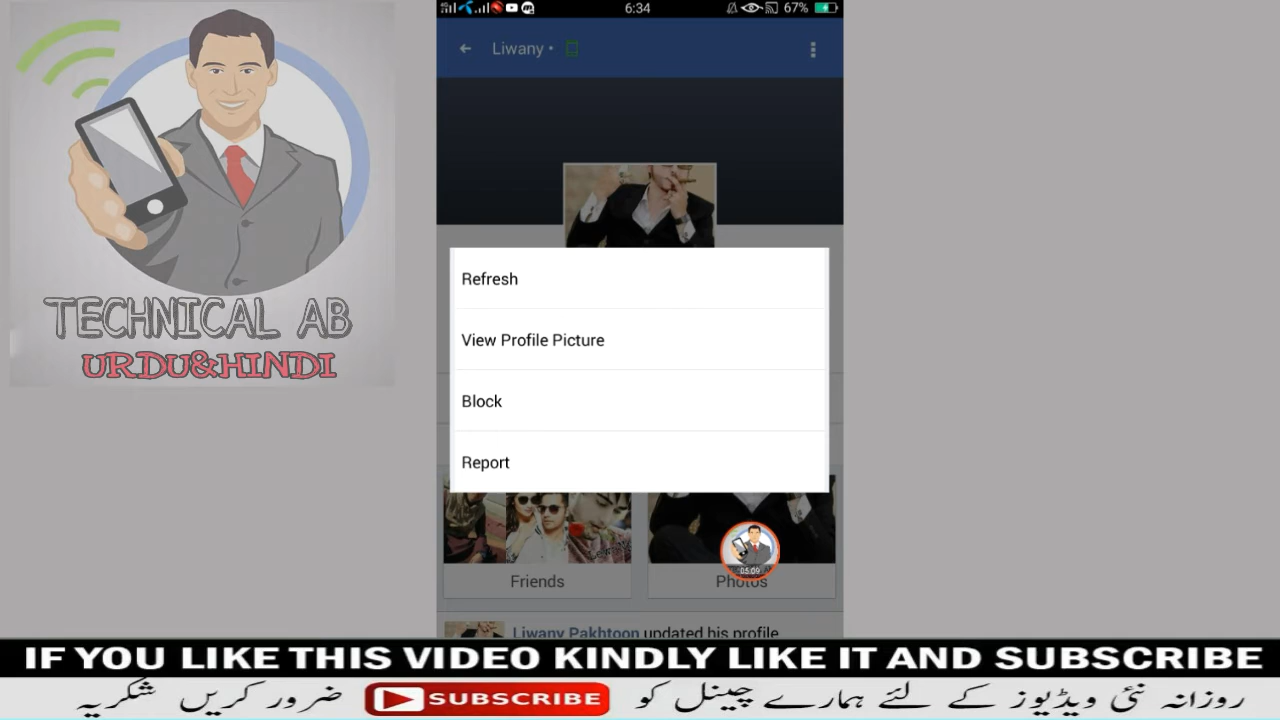 6:34
67%
Liwany •
Refresh
View Profile Picture
Block
Report
TECHNICAL AB
URDU&HINDI
05:09
Friends
Photos
Liwany Pakhtoon updated his profile
IF YOU LIKE THIS VIDEO KINDLY LIKE IT AND SUBSCRIBE
روزانہ نئی ویڈیوز کے لئے ہمارے چینل کو SUBSCRIBE ضرور کریں شکریہ